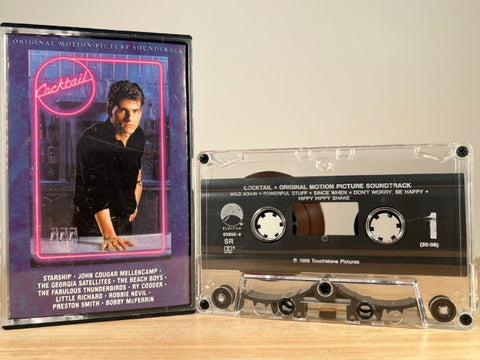 ORIGINAL MOTION PICTURE SOUNDTRACK
Cocktail
STARSHIP · JOHN COUGAR MELLENCAMP
THE GEORGIA SATELLITES · THE BEACH BOYS
THE FABULOUS THUNDERBIRDS · RY COODER
LITTLE RICHARD · ROBBIE NEVIL
PRESTON SMITH · BOBBY McFERRIN
COCKTAIL • ORIGINAL MOTION PICTURE SOUNDTRACK
WILD AGAIN • POWERFUL STUFF • SINCE WHEN • DON'T WORRY, BE HAPPY •
HIPPY HIPPY SHAKE
ELEKTRA
60806-4
SR
1
(20:06)
© 1988 Touchstone Pictures